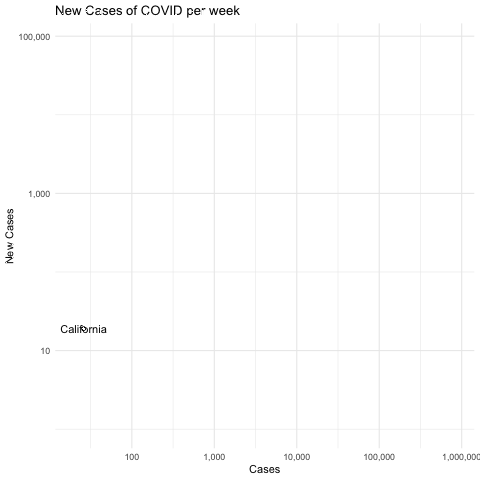 New Cases of COVID per week
100,000
1,000
New Cases
California
10
100 1,000 10,000 100,000 1,000,000
Cases